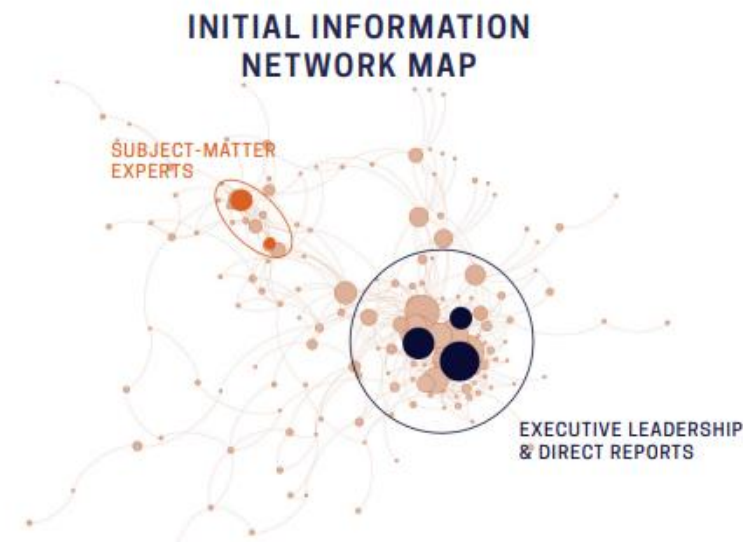 INITIAL INFORMATION
NETWORK MAP
SUBJECT-MATTER
EXPERTS
EXECUTIVE LEADERSHIP
& DIRECT REPORTS